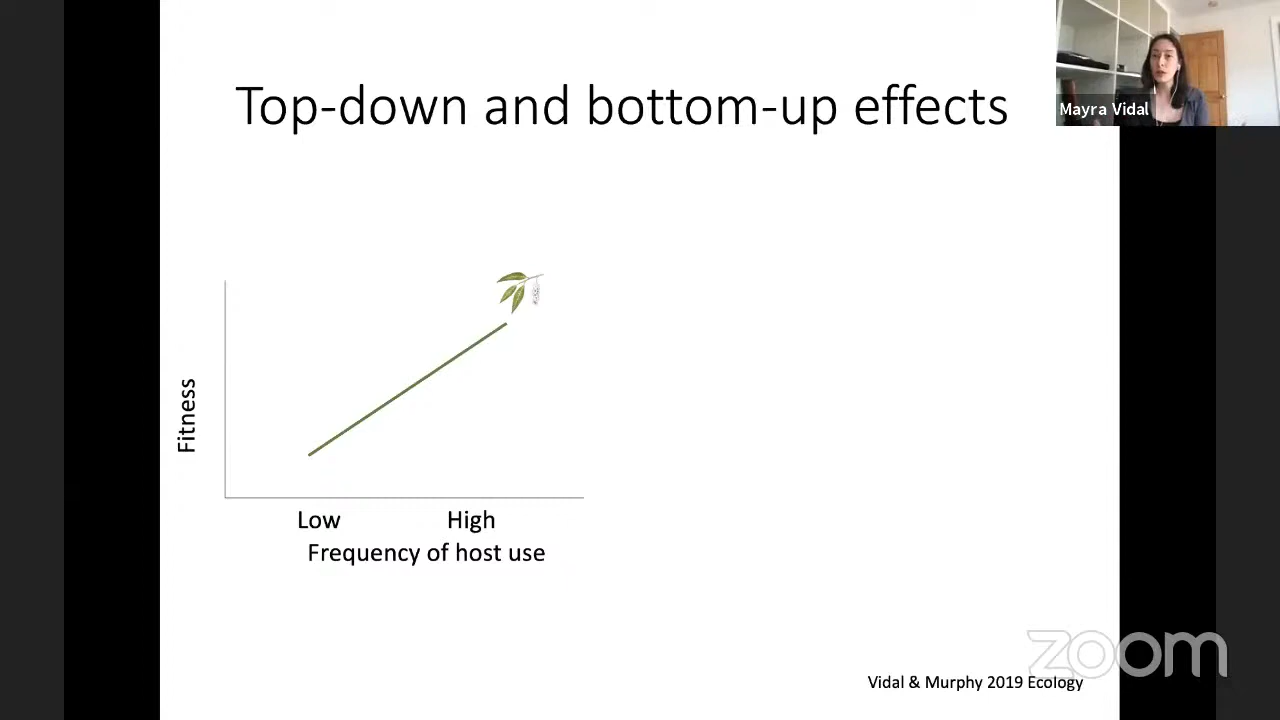 Top-down and bottom-up effects
Mayra Vidal
Fitness
Low High
Frequency of host use
Vidal & Murphy 2019 Ecology
zoom